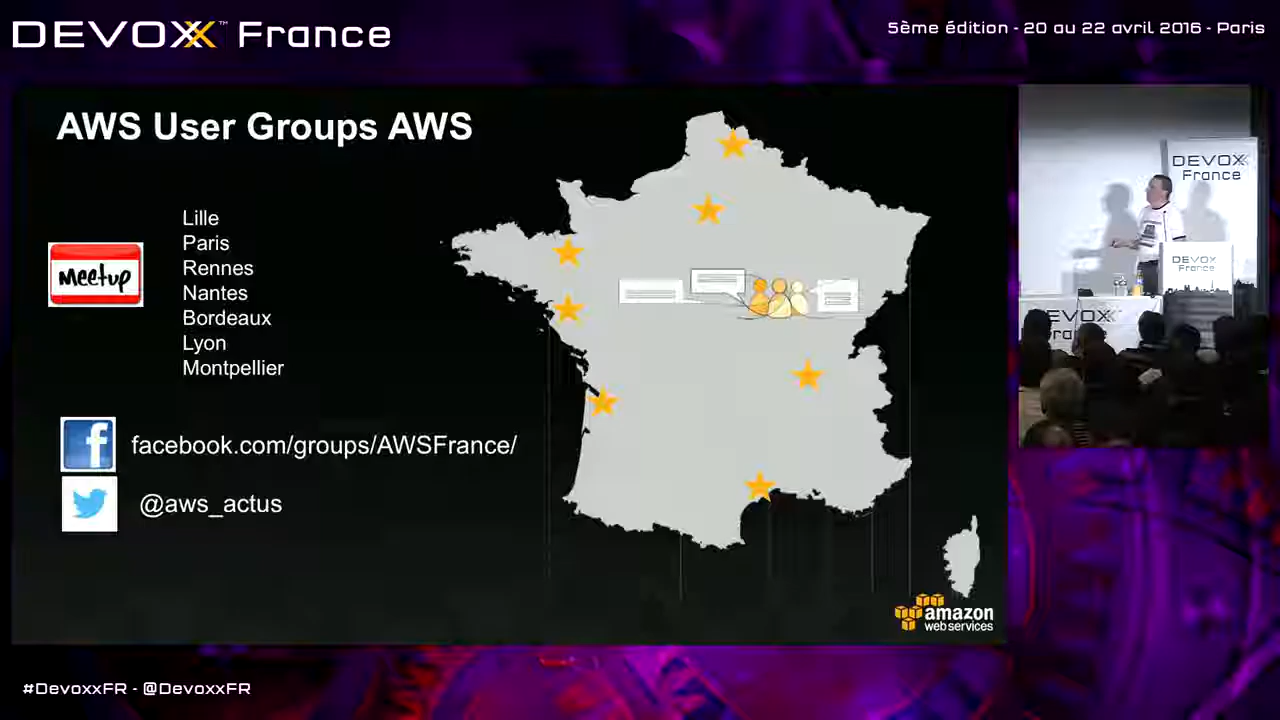 DEVOXX™ France
5ème édition - 20 au 22 avril 2016 - Paris
AWS User Groups AWS
Meetup
Lille
Paris
Rennes
Nantes
Bordeaux
Lyon
Montpellier
f
facebook.com/groups/AWSFrance/
@aws_actus
amazon
web services
DEVOXX
France
DEVOXX
France
#DevoxxFR - @DevoxxFR